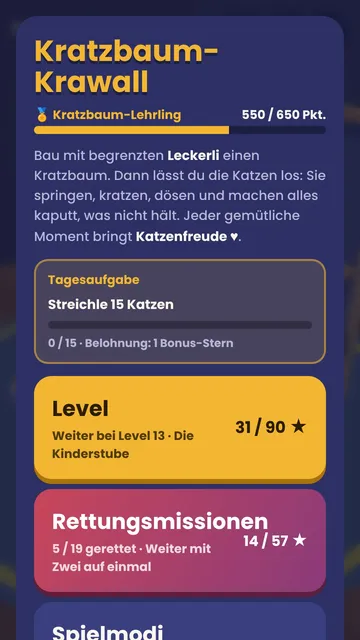 Kratzbaum-
Krawall
🏅 Kratzbaum-Lehrling 550 / 650 Pkt.
Bau mit begrenzten Leckerli einen
Kratzbaum. Dann lässt du die Katzen los: Sie
springen, kratzen, dösen und machen alles
kaputt, was nicht hält. Jeder gemütliche
Moment bringt Katzenfreude ♥.
Tagesaufgabe
Streichle 15 Katzen
0 / 15 · Belohnung: 1 Bonus-Stern
Level
31 / 90 ★
Weiter bei Level 13 · Die
Kinderstube
Rettungsmissionen
14 / 57 ★
5 / 19 gerettet · Weiter mit
Zwei auf einmal
Spielmodi